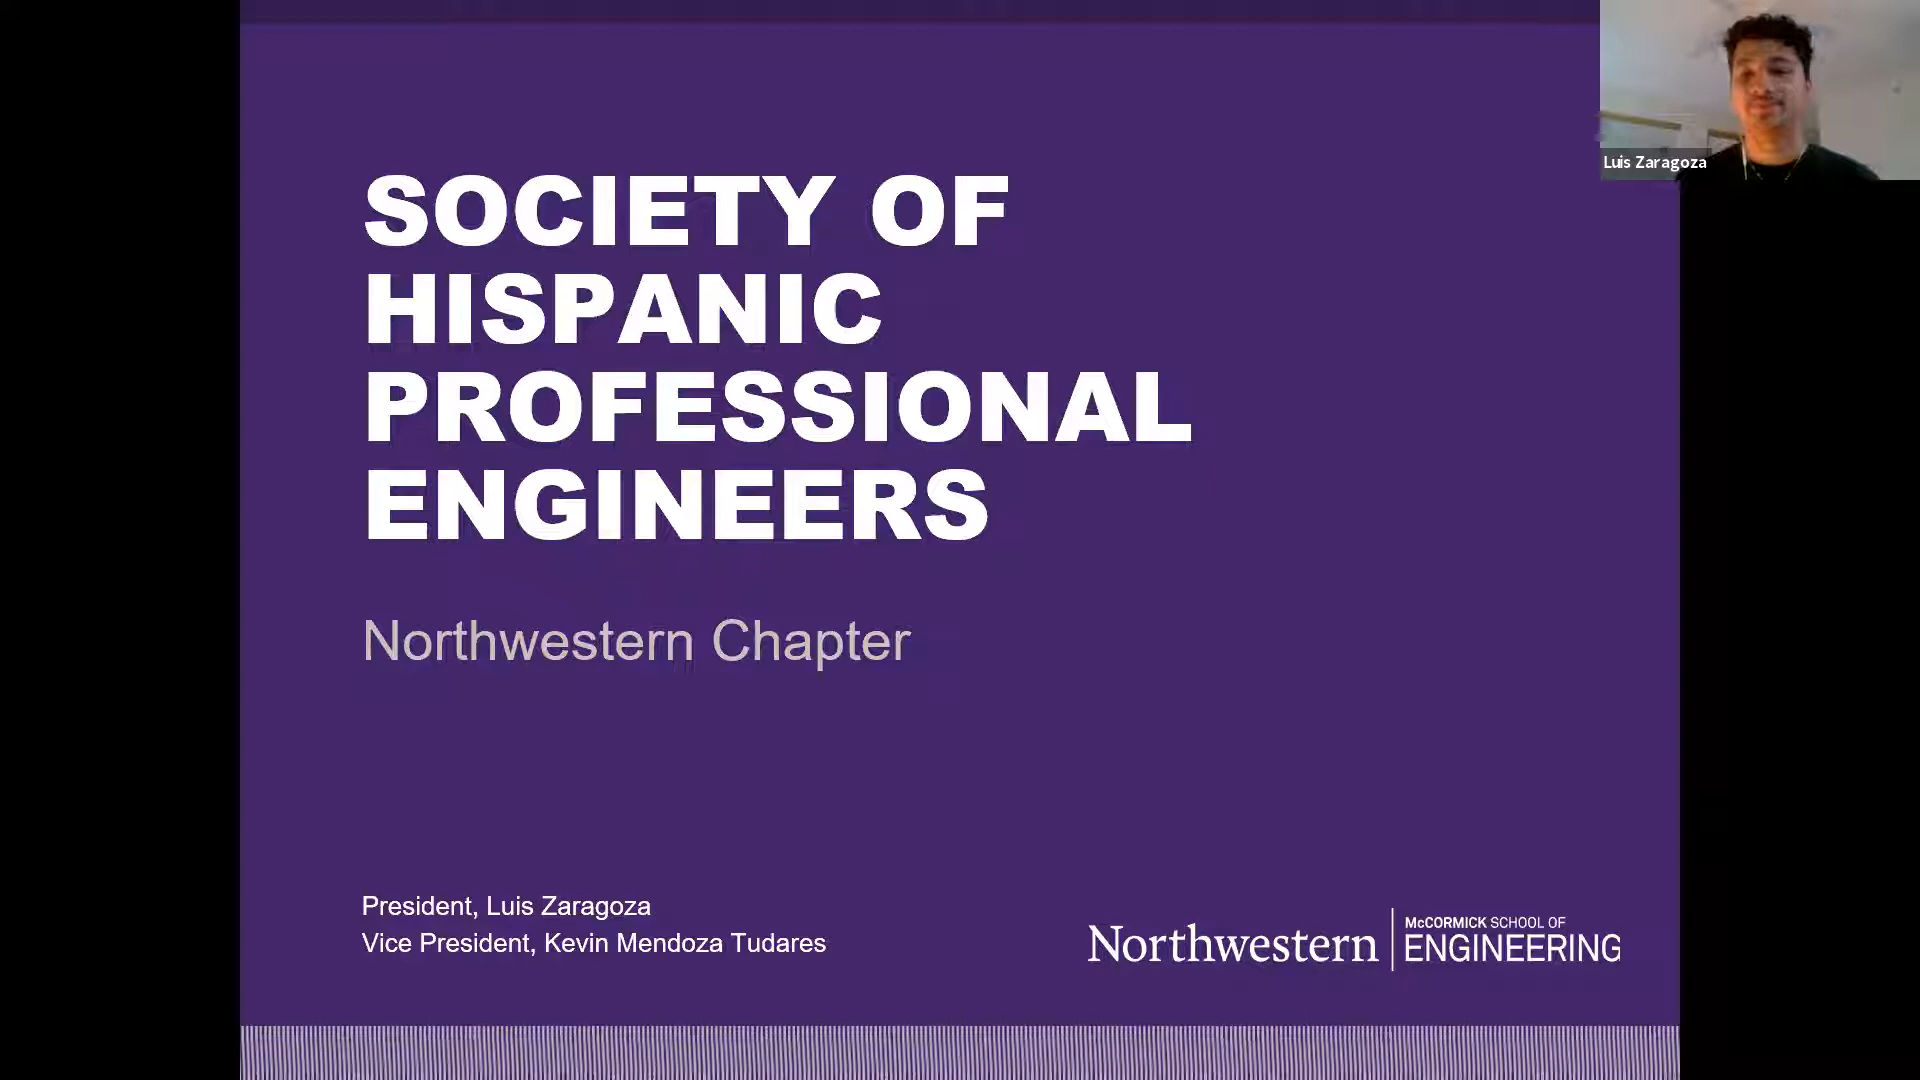 SOCIETY OF
HISPANIC
PROFESSIONAL
ENGINEERS
Northwestern Chapter
President, Luis Zaragoza
Vice President, Kevin Mendoza Tudares
Northwestern
McCORMICK SCHOOL OF
ENGINEERING
Luis Zaragoza